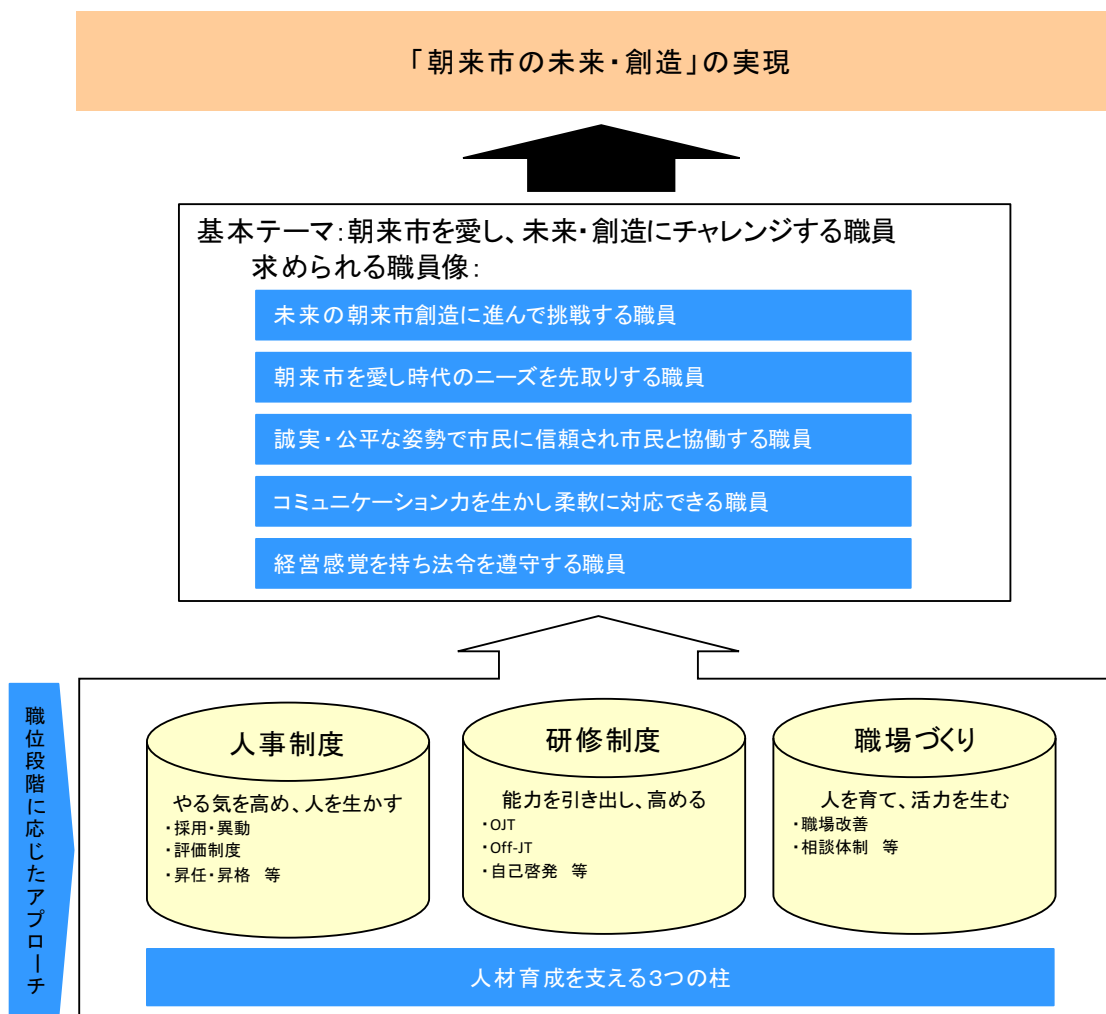 「朝来市の未来・創造」の実現
基本テーマ：朝来市を愛し、未来・創造にチャレンジする職員
求められる職員像：
未来の朝来市創造に進んで挑戦する職員
朝来市を愛し時代のニーズを先取りする職員
誠実・公平な姿勢で市民に信頼され市民と協働する職員
コミュニケーション力を生かし柔軟に対応できる職員
経営感覚を持ち法令を遵守する職員
職位段階に応じたアプローチ
人事制度
やる気を高め、人を生かす
・採用・異動
・評価制度
・昇任・昇格　等
研修制度
能力を引き出し、高める
・OJT
・Off-JT
・自己啓発　等
職場づくり
人を育て、活力を生む
・職場改善
・相談体制　等
人材育成を支える３つの柱